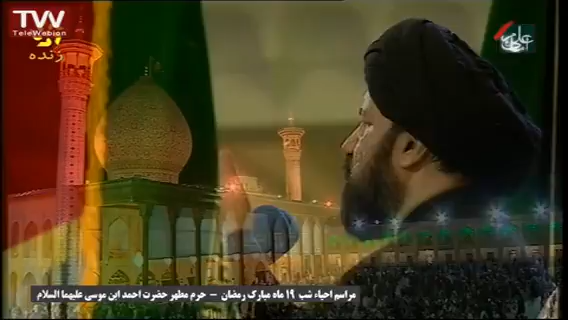 TVW
TeleWebion
زنده
مراسم احیاء شب ۱۹ ماه مبارک رمضان - حرم مطهر حضرت احمد ابن موسی علیهما السلام